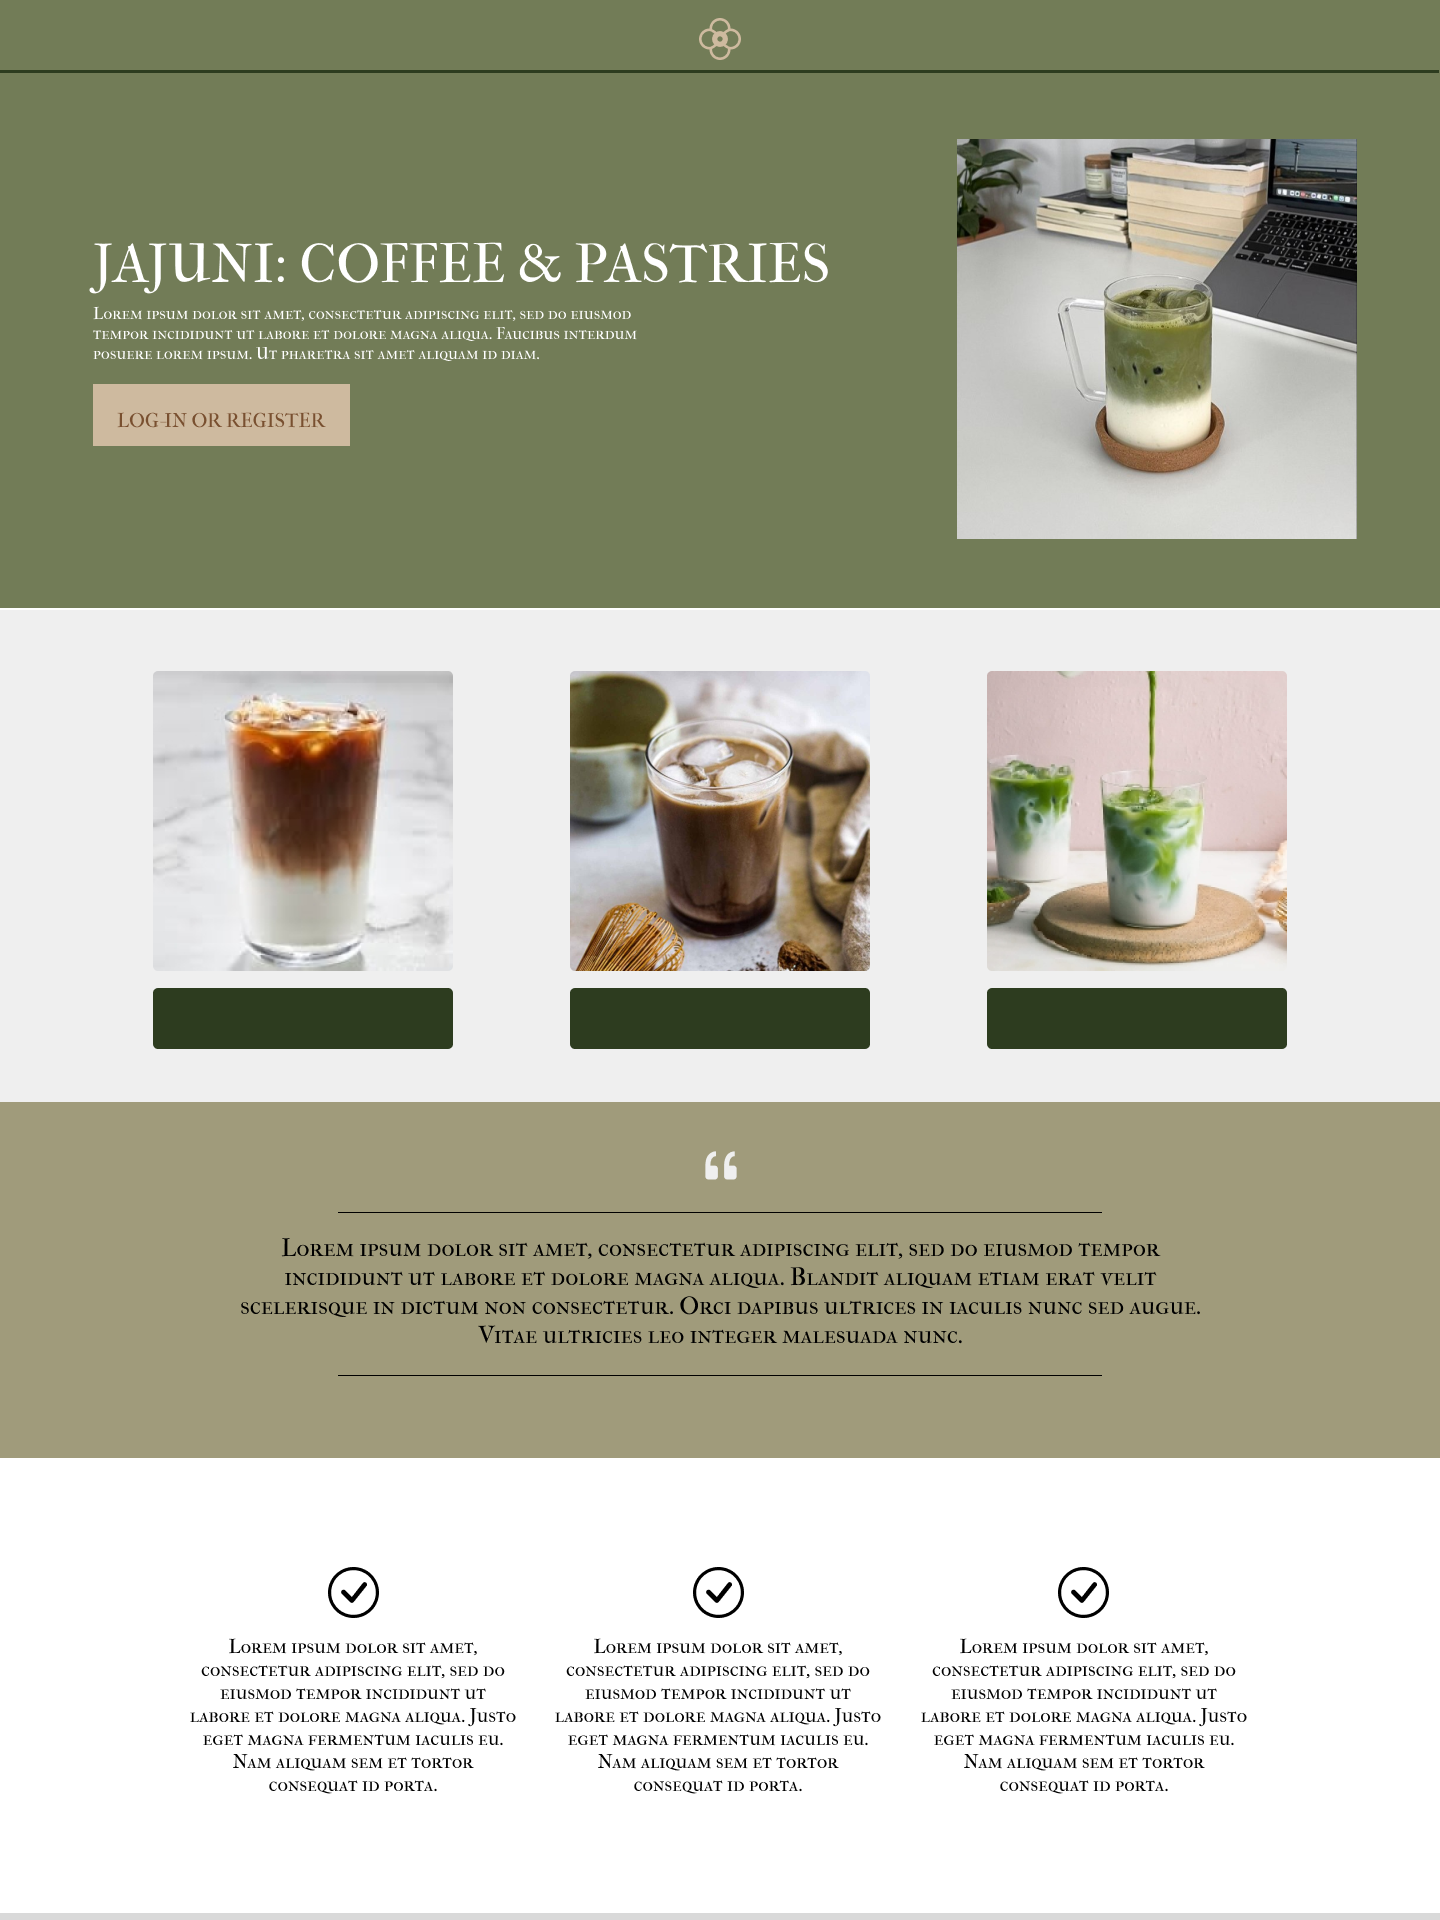 JAJUNI: COFFEE & PASTRIES
Lorem ipsum dolor sit amet, consectetur adipiscing elit, sed do eiusmod
tempor incididunt ut labore et dolore magna aliqua. Faucibus interdum
posuere lorem ipsum. Ut pharetra sit amet aliquam id diam.
LOG-IN OR REGISTER
“
Lorem ipsum dolor sit amet, consectetur adipiscing elit, sed do eiusmod tempor
incididunt ut labore et dolore magna aliqua. Blandit aliquam etiam erat velit
scelerisque in dictum non consectetur. Orci dapibus ultrices in iaculis nunc sed augue.
Vitae ultricies leo integer malesuada nunc.
Lorem ipsum dolor sit amet,
consectetur adipiscing elit, sed do
eiusmod tempor incididunt ut
labore et dolore magna aliqua. Justo
eget magna fermentum iaculis eu.
Nam aliquam sem et tortor
consequat id porta.
Lorem ipsum dolor sit amet,
consectetur adipiscing elit, sed do
eiusmod tempor incididunt ut
labore et dolore magna aliqua. Justo
eget magna fermentum iaculis eu.
Nam aliquam sem et tortor
consequat id porta.
Lorem ipsum dolor sit amet,
consectetur adipiscing elit, sed do
eiusmod tempor incididunt ut
labore et dolore magna aliqua. Justo
eget magna fermentum iaculis eu.
Nam aliquam sem et tortor
consequat id porta.